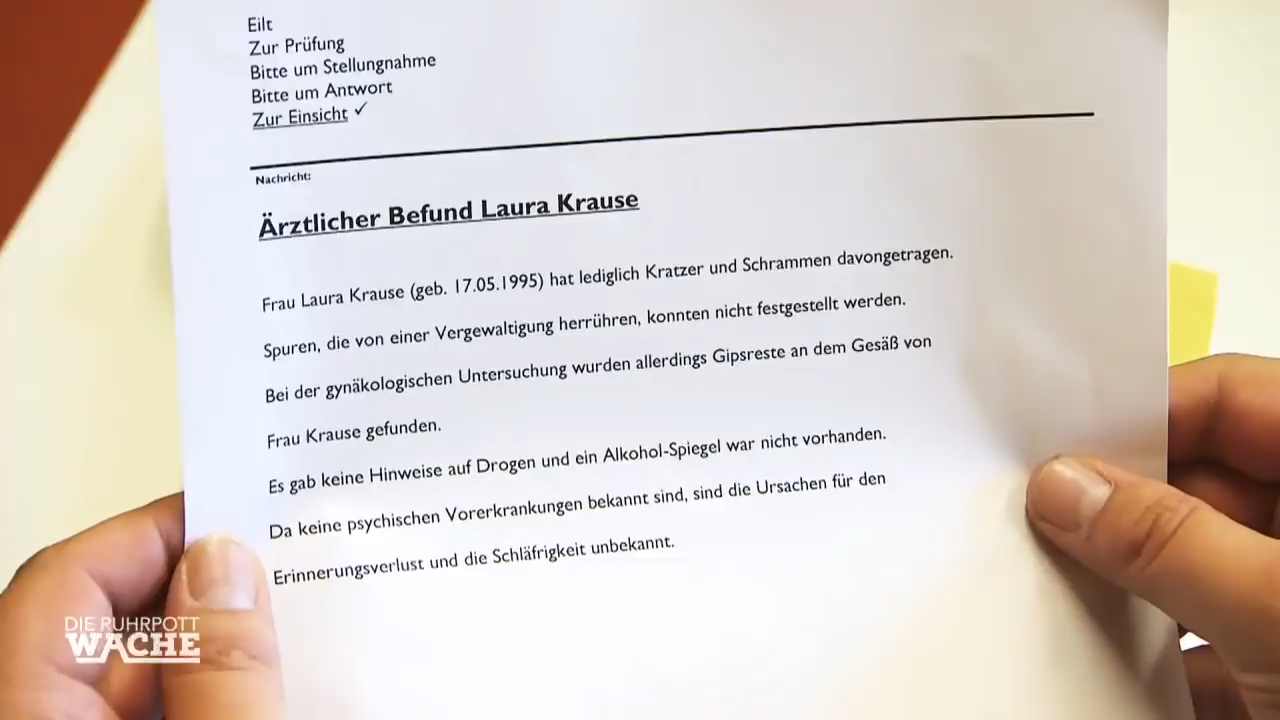 Eilt
Zur Prüfung
Bitte um Stellungnahme
Bitte um Antwort
Zur Einsicht ✓
Nachricht:
Ärztlicher Befund Laura Krause
Frau Laura Krause (geb. 17.05.1995) hat lediglich Kratzer und Schrammen davongetragen.
Spuren, die von einer Vergewaltigung herrühren, konnten nicht festgestellt werden.
Bei der gynäkologischen Untersuchung wurden allerdings Gipsreste an dem Gesäß von
Frau Krause gefunden.
Es gab keine Hinweise auf Drogen und ein Alkohol-Spiegel war nicht vorhanden.
Da keine psychischen Vorerkrankungen bekannt sind, sind die Ursachen für den
Erinnerungsverlust und die Schläfrigkeit unbekannt.
DIE RUHRPOTT
WACHE